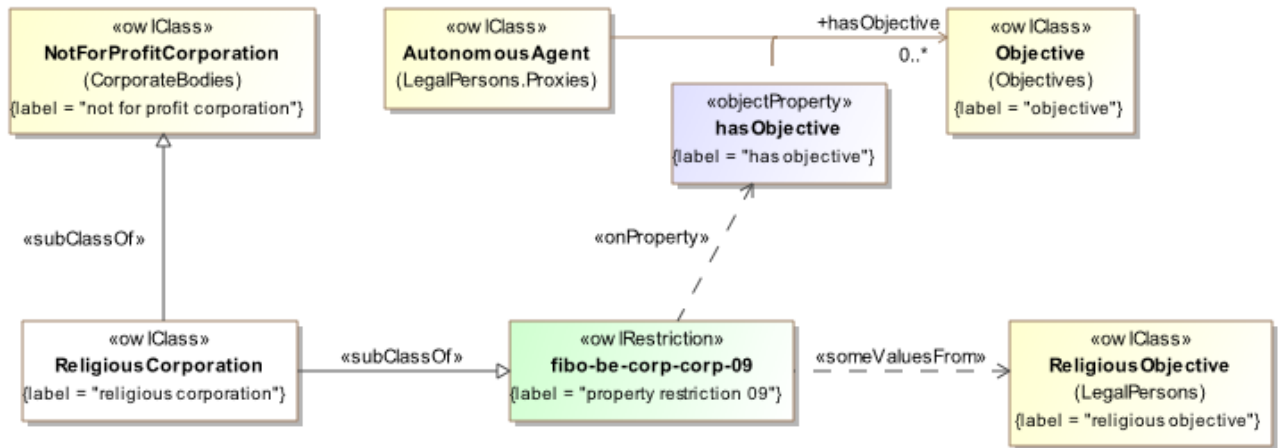 «owlClass»
NotForProfitCorporation
(CorporateBodies)
{label = "not for profit corporation"}
«owlClass»
AutonomousAgent
(LegalPersons.Proxies)
+hasObjective
0..*
«owlClass»
Objective
(Objectives)
{label = "objective"}
«objectProperty»
hasObjective
{label = "has objective"}
«subClassOf»
«onProperty»
«owlClass»
ReligiousCorporation
{label = "religious corporation"}
«subClassOf»
«owlRestriction»
fibo-be-corp-corp-09
{label = "property restriction 09"}
«someValuesFrom»
«owlClass»
ReligiousObjective
(LegalPersons)
{label = "religious objective"}